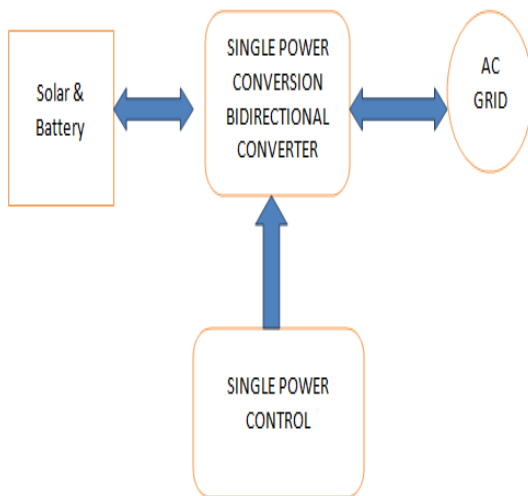 Solar &
Battery
SINGLE POWER
CONVERSION
BIDIRECTIONAL
CONVERTER
AC
GRID
SINGLE POWER
CONTROL